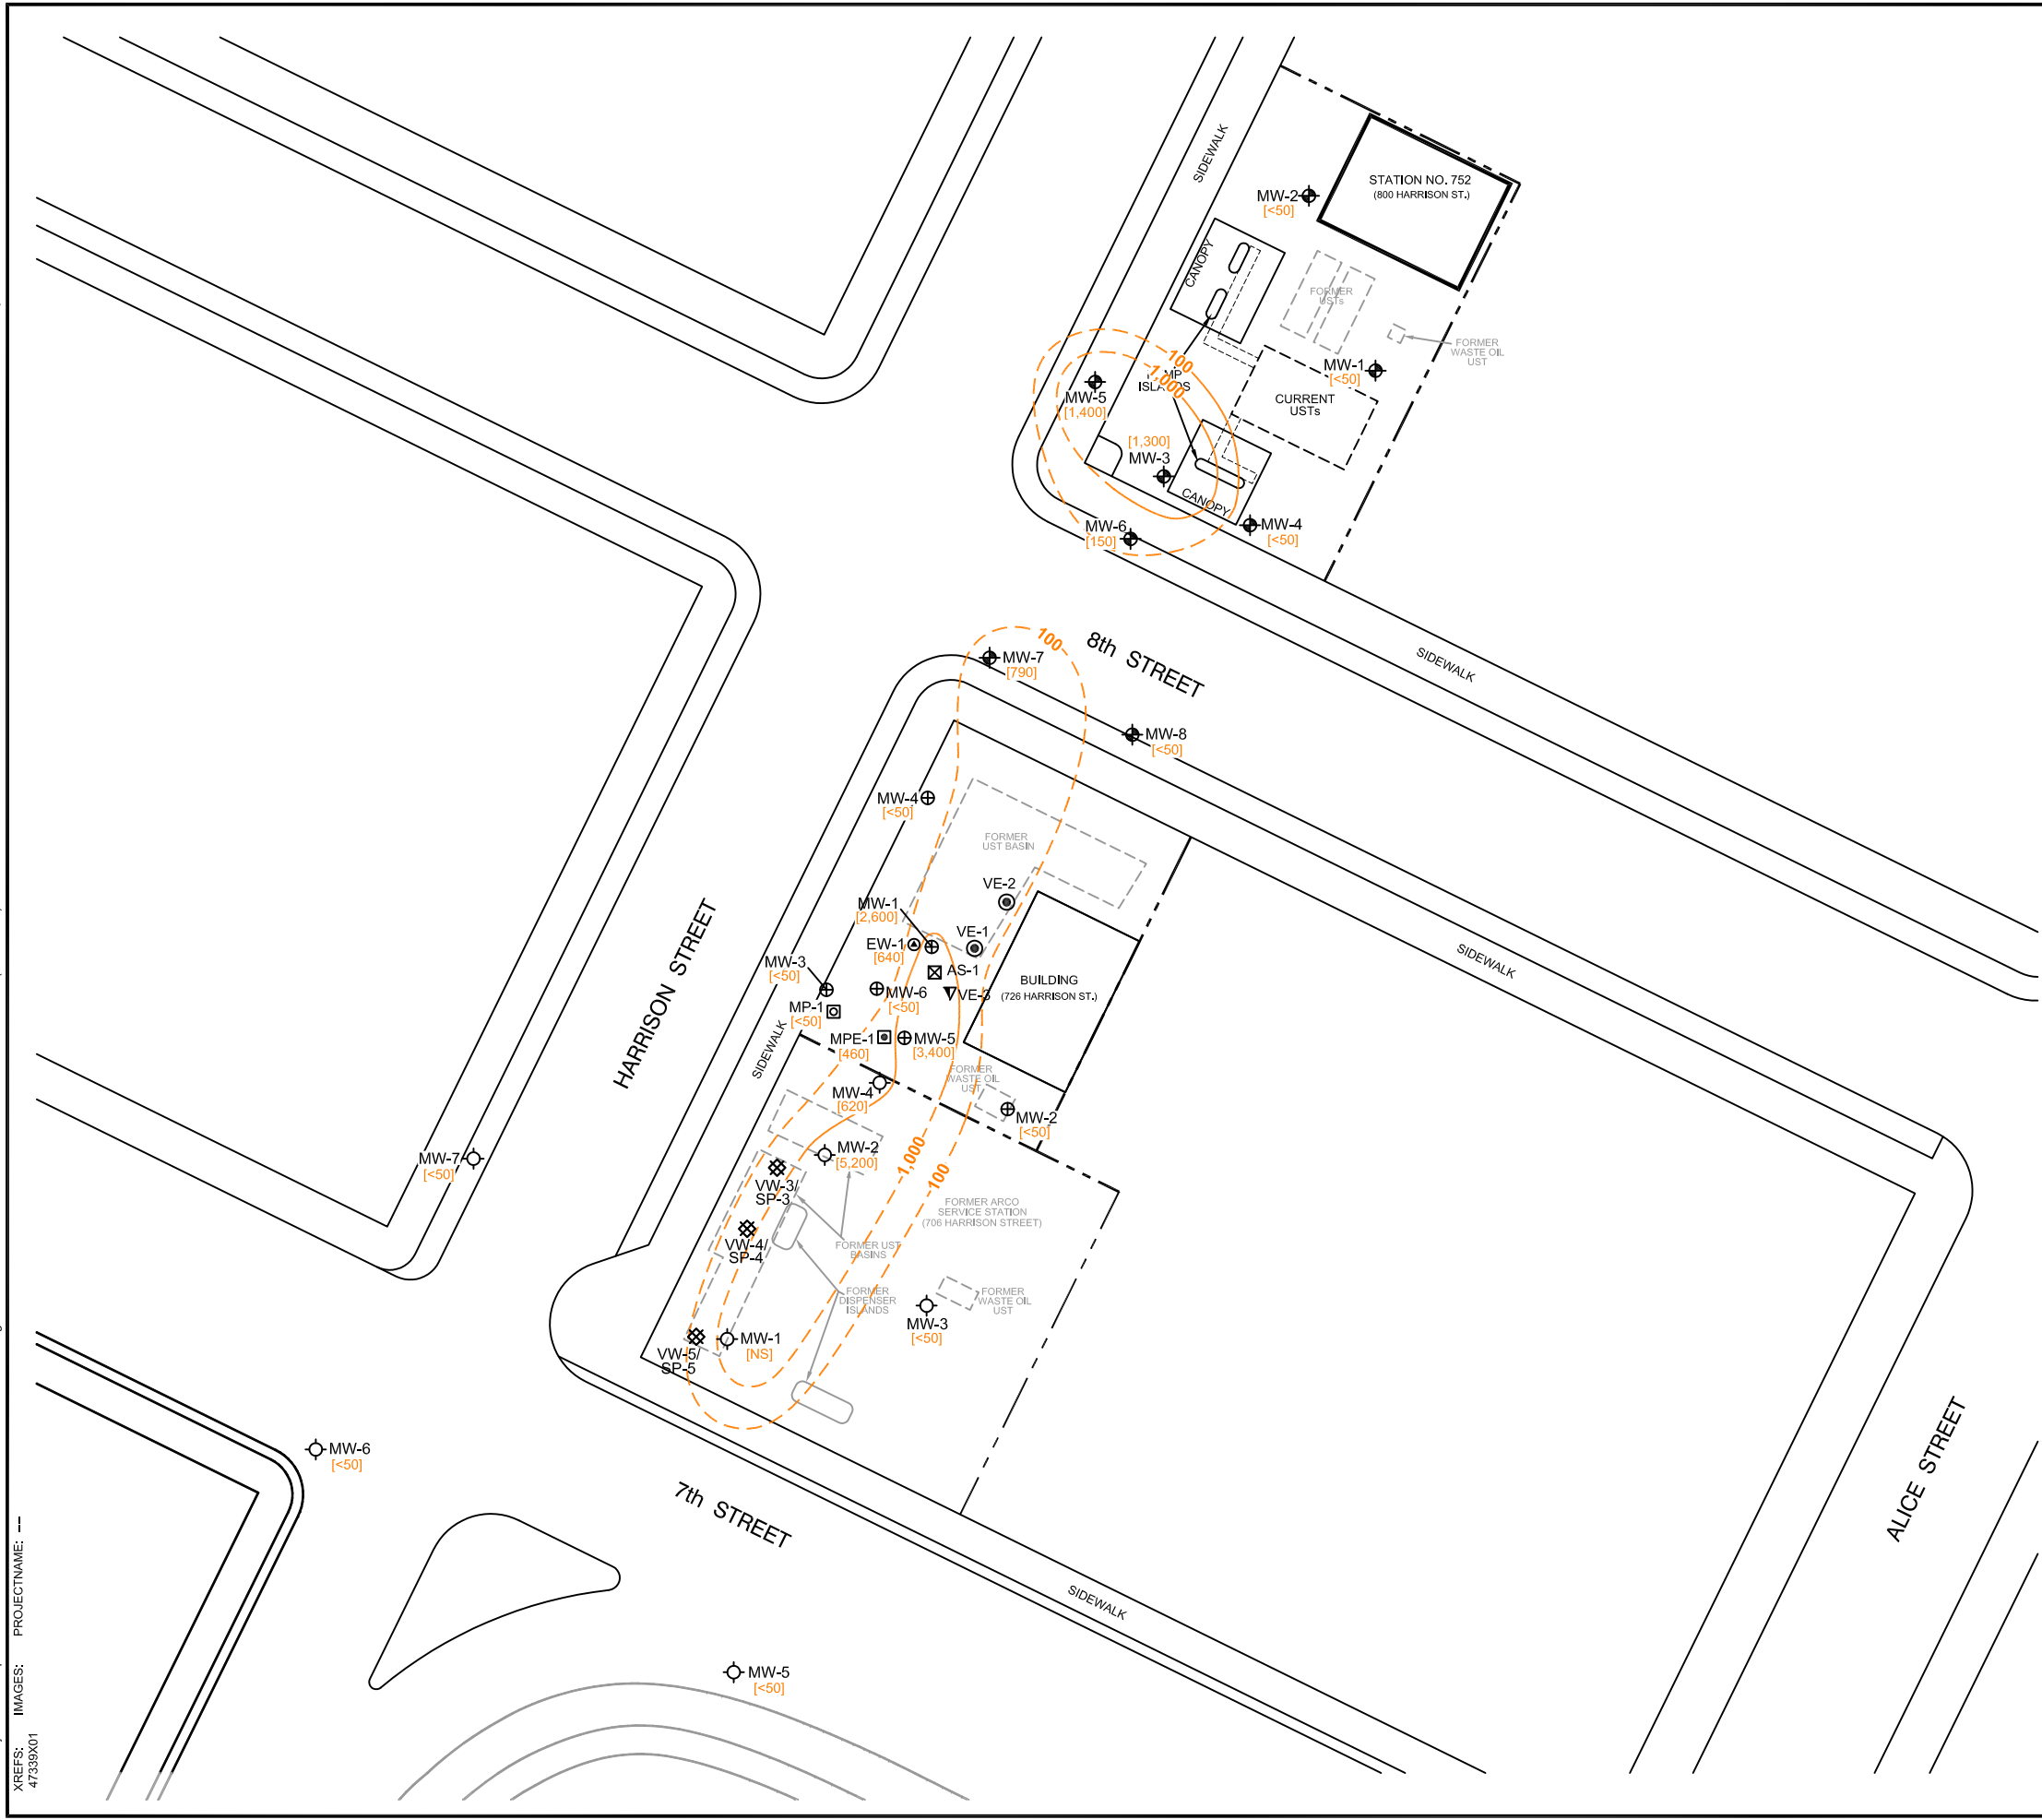 SIDEWALK
STATION NO. 752
(800 HARRISON ST.)
MW-2
[<50]
CANOPY
FORMER
USTs
FORMER
WASTE OIL
UST
MW-1
[<50]
100
1,000
ISLANDS
CURRENT
USTs
MW-5
[1,400]
[1,300]
MW-3
CANOPY
MW-6
[150]
MW-4
[<50]
100
8th STREET
SIDEWALK
MW-7
[790]
MW-8
[<50]
MW-4
[<50]
FORMER
UST BASIN
VE-2
MW-1
[2,600]
VE-1
EW-1
[640]
HARRISON STREET
SIDEWALK
MW-3
[<50]
AS-1
BUILDING
(726 HARRISON ST.)
MW-6
[<50]
VE-3
MP-1
[<50]
MPE-1
[460]
MW-5
[3,400]
SIDEWALK
FORMER
WASTE OIL
UST
MW-4
[620]
MW-2
[<50]
MW-7
[<50]
MW-2
[5,200]
1,000
100
VW-3/
SP-3
FORMER ARCO
SERVICE STATION
(706 HARRISON STREET)
VW-4/
SP-4
FORMER UST
BASINS
FORMER
DISPENSER
ISLANDS
FORMER
WASTE OIL
UST
MW-3
[<50]
MW-1
[NS]
VW-5/
SP-5
MW-6
[<50]
7th STREET
ALICE STREET
SIDEWALK
MW-5
[<50]
XREFS: IMAGES: PROJECTNAME: --
47339X01